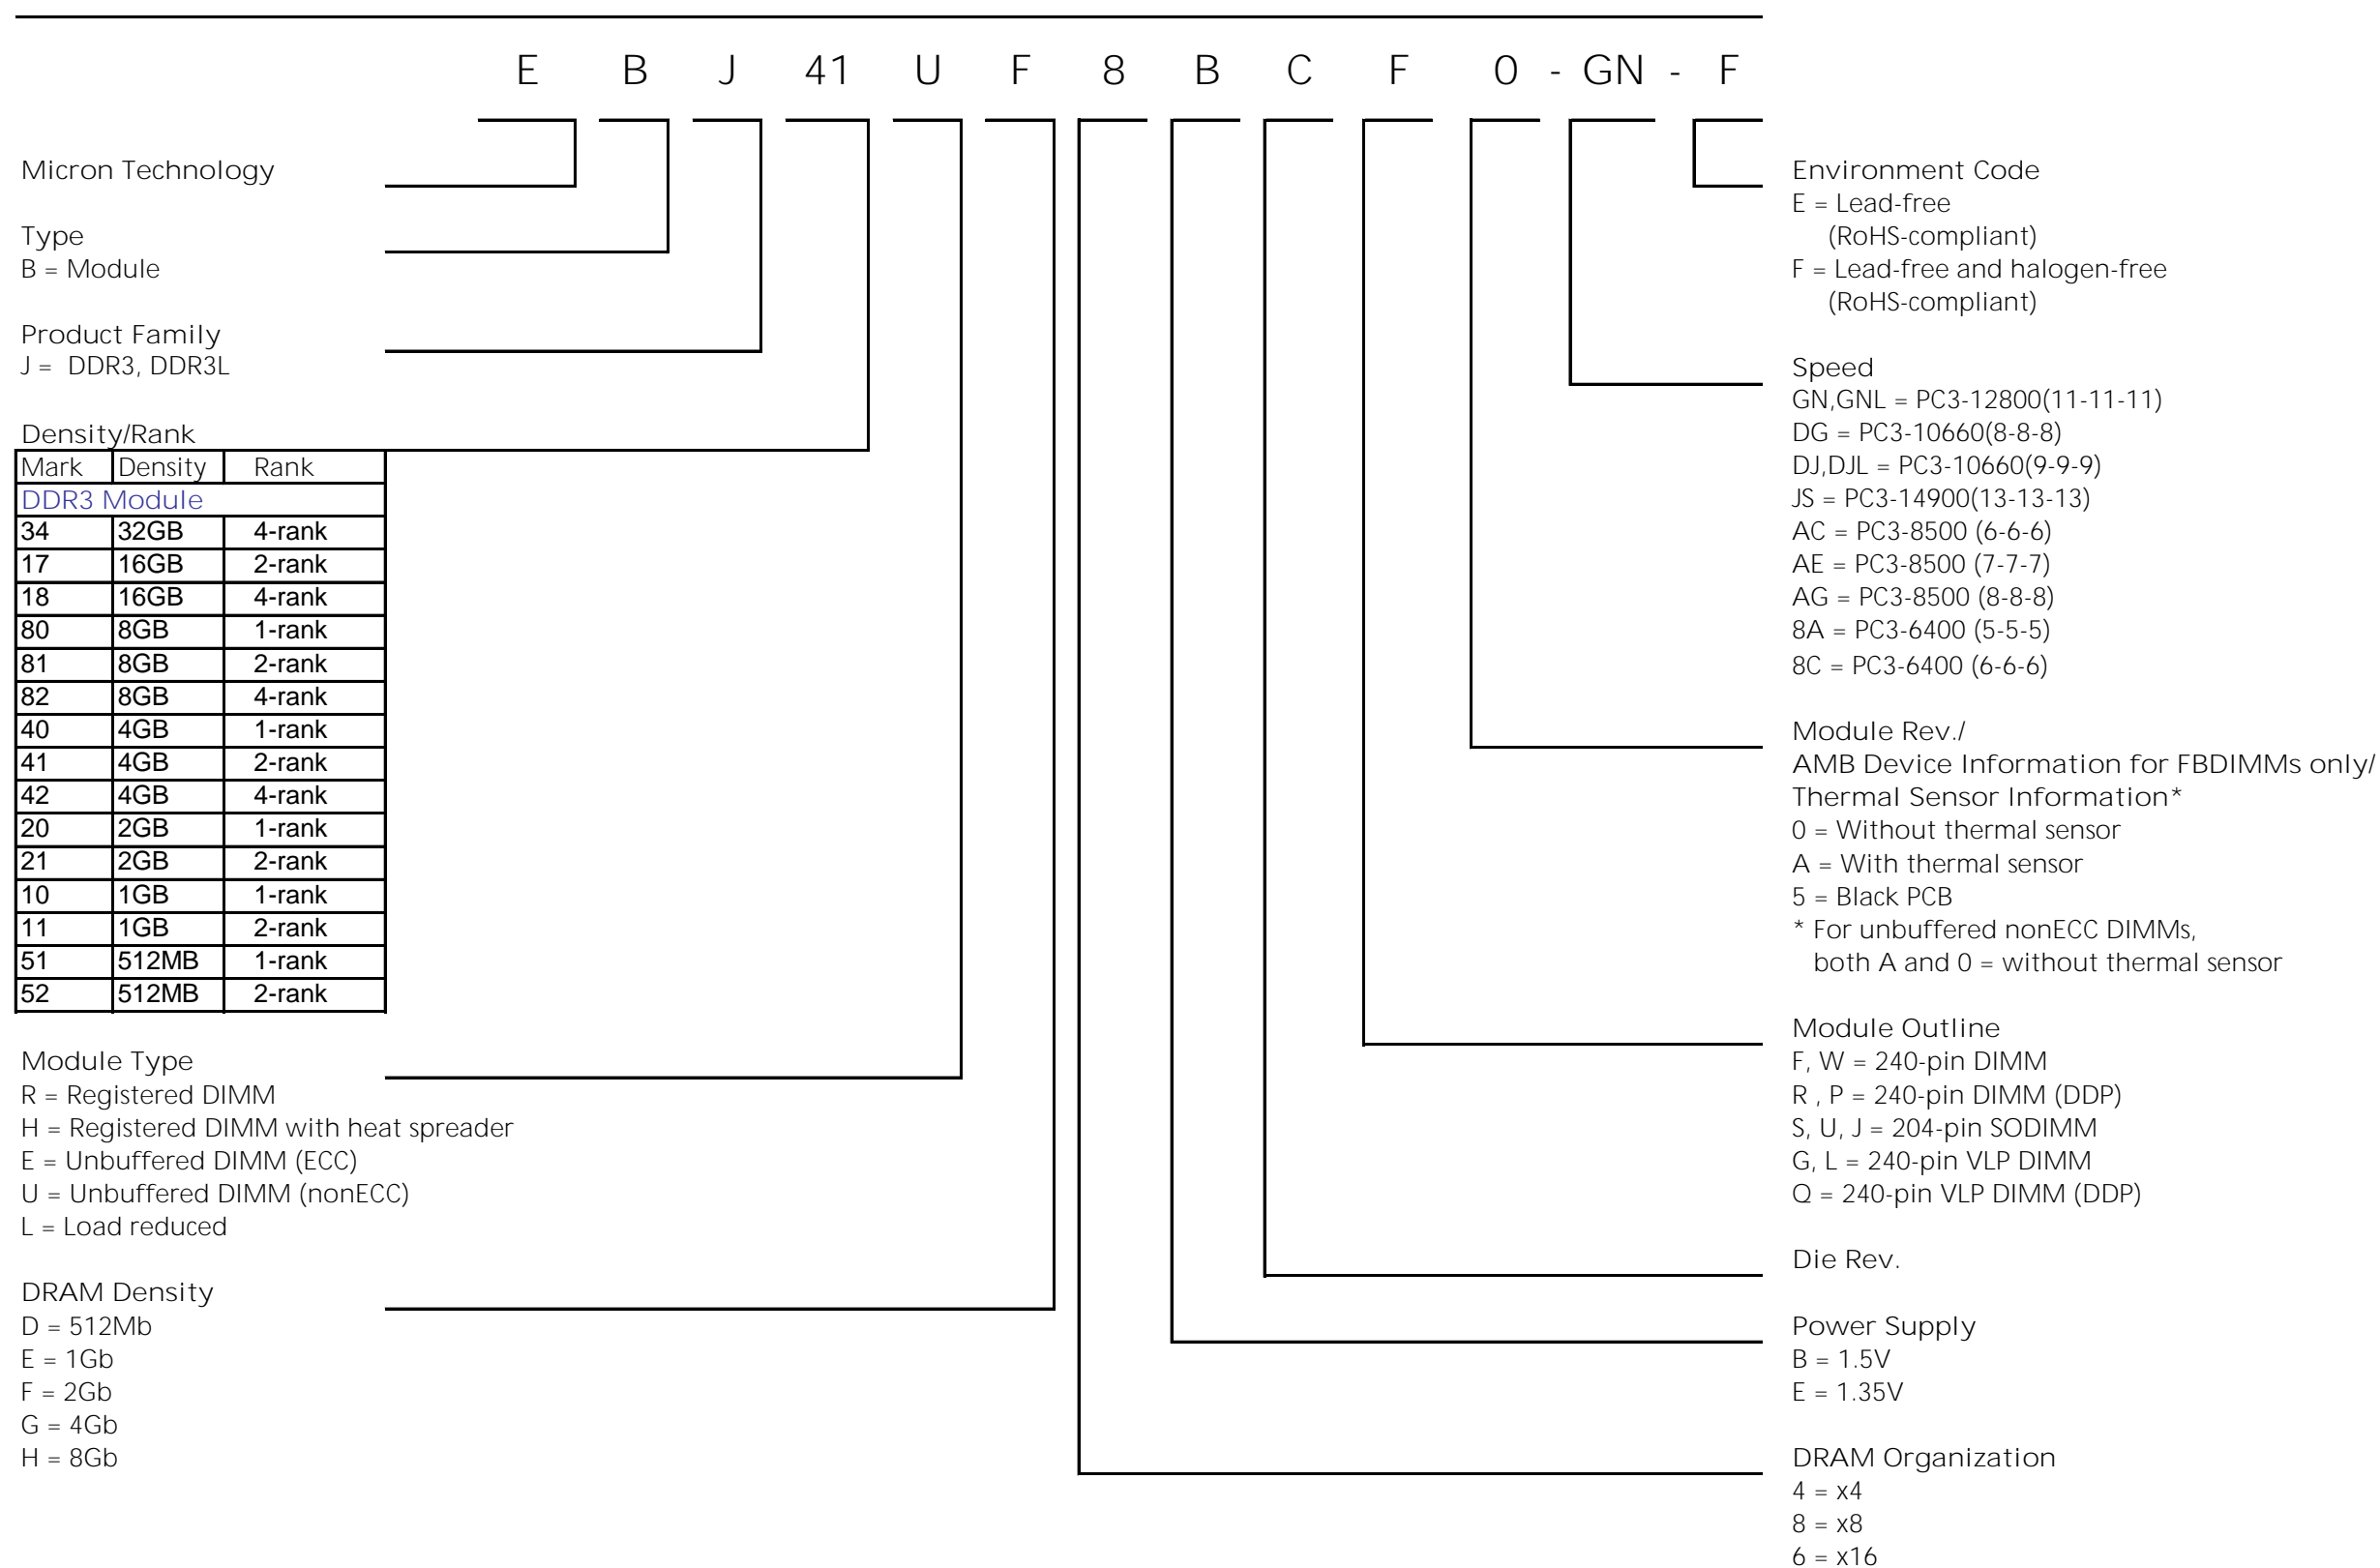 E B J 41 U F 8 B C F 0 - GN - F
Micron Technology
Type
B = Module
Product Family
J = DDR3, DDR3L
Density/Rank
Mark Density Rank
DDR3 Module
34 32GB 4-rank
17 16GB 2-rank
18 16GB 4-rank
80 8GB 1-rank
81 8GB 2-rank
82 8GB 4-rank
40 4GB 1-rank
41 4GB 2-rank
42 4GB 4-rank
20 2GB 1-rank
21 2GB 2-rank
10 1GB 1-rank
11 1GB 2-rank
51 512MB 1-rank
52 512MB 2-rank
Module Type
R = Registered DIMM
H = Registered DIMM with heat spreader
E = Unbuffered DIMM (ECC)
U = Unbuffered DIMM (nonECC)
L = Load reduced
DRAM Density
D = 512Mb
E = 1Gb
F = 2Gb
G = 4Gb
H = 8Gb
Environment Code
E = Lead-free
(RoHS-compliant)
F = Lead-free and halogen-free
(RoHS-compliant)
Speed
GN,GNL = PC3-12800(11-11-11)
DG = PC3-10660(8-8-8)
DJ,DJL = PC3-10660(9-9-9)
JS = PC3-14900(13-13-13)
AC = PC3-8500 (6-6-6)
AE = PC3-8500 (7-7-7)
AG = PC3-8500 (8-8-8)
8A = PC3-6400 (5-5-5)
8C = PC3-6400 (6-6-6)
Module Rev./
AMB Device Information for FBDIMMs only/
Thermal Sensor Information*
0 = Without thermal sensor
A = With thermal sensor
5 = Black PCB
* For unbuffered nonECC DIMMs,
both A and 0 = without thermal sensor
Module Outline
F, W = 240-pin DIMM
R , P = 240-pin DIMM (DDP)
S, U, J = 204-pin SODIMM
G, L = 240-pin VLP DIMM
Q = 240-pin VLP DIMM (DDP)
Die Rev.
Power Supply
B = 1.5V
E = 1.35V
DRAM Organization
4 = x4
8 = x8
6 = x16